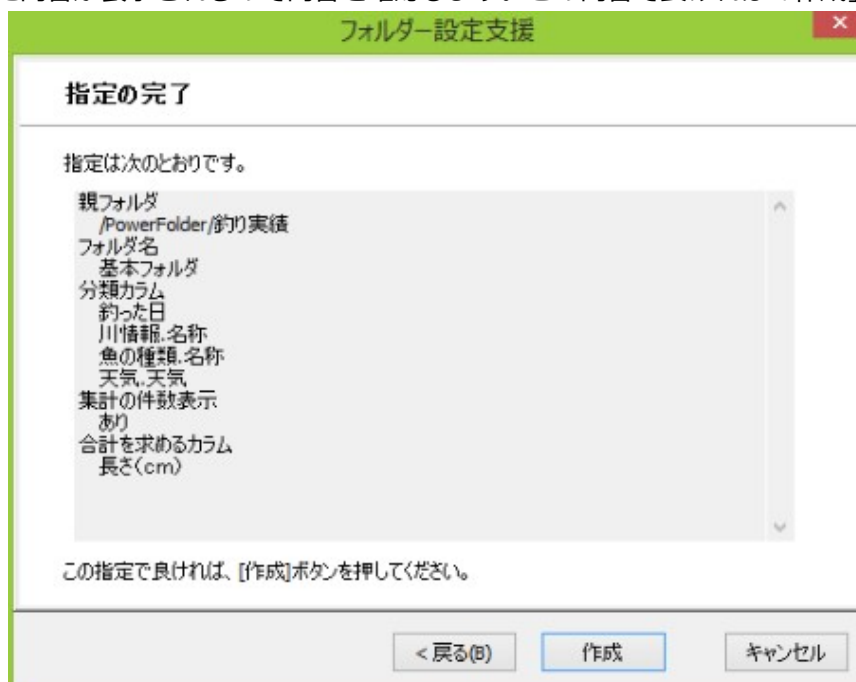 フォルダー設定支援
指定の完了
指定は次のとおりです。
親フォルダ
/PowerFolder/釣り実績
フォルダ名
基本フォルダ
分類カラム
釣った日
川情報.名称
魚の種類.名称
天気.天気
集計の件数表示
あり
合計を求めるカラム
長さ(cm)
この指定で良ければ、[作成]ボタンを押してください。
<戻る(B) 作成 キャンセル